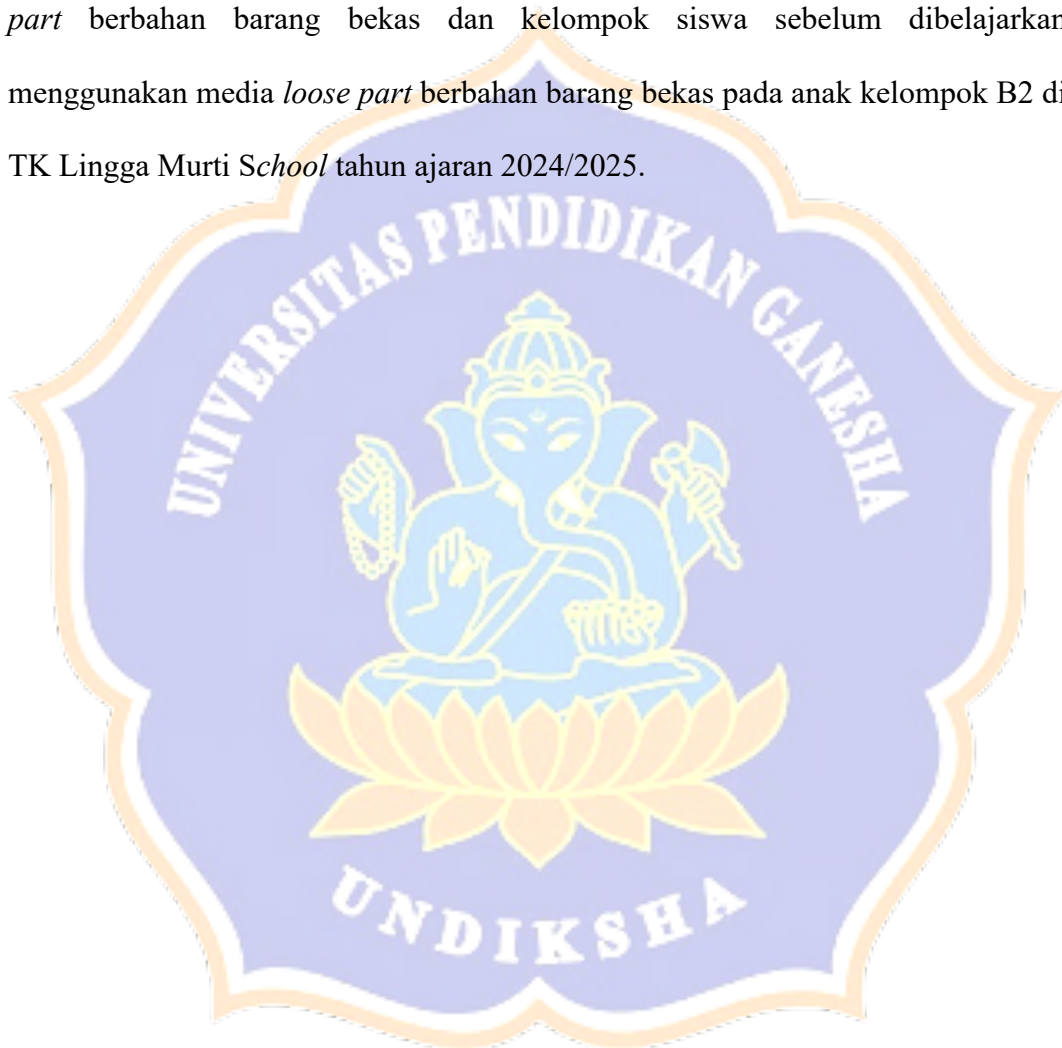 part berbahan barang bekas dan kelompok siswa sebelum dibelajarkan
menggunakan media loose part berbahan barang bekas pada anak kelompok B2 di
TK Lingga Murti School tahun ajaran 2024/2025.
UNIVERSITAS PENDIDIKAN GANESHA
UNDIKSHA